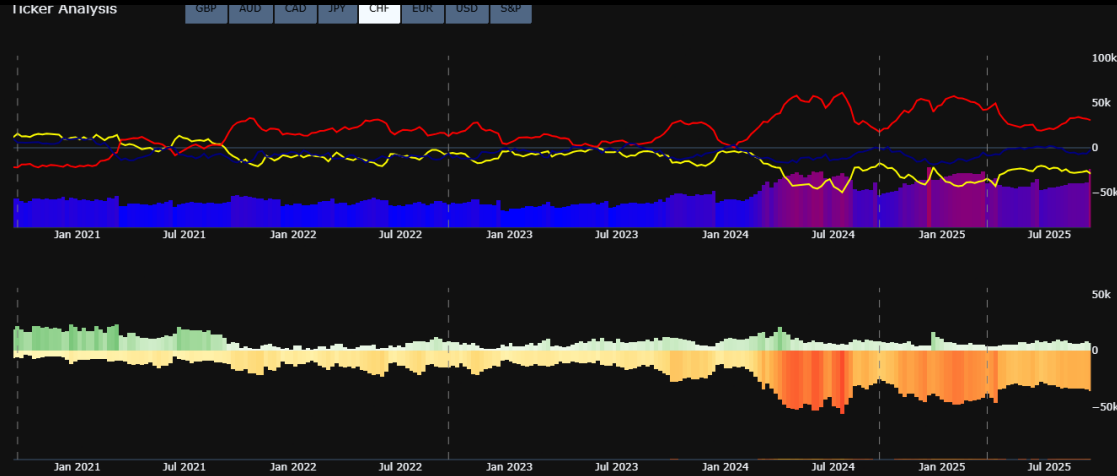 Ticker Analysis
GBP AUD CAD JPY CHF EUR USD S&P
100k
50k
0
−50k
Jan 2021 Jul 2021 Jan 2022 Jul 2022 Jan 2023 Jul 2023 Jan 2024 Jul 2024 Jan 2025 Jul 2025
50k
0
−50k
Jan 2021 Jul 2021 Jan 2022 Jul 2022 Jan 2023 Jul 2023 Jan 2024 Jul 2024 Jan 2025 Jul 2025